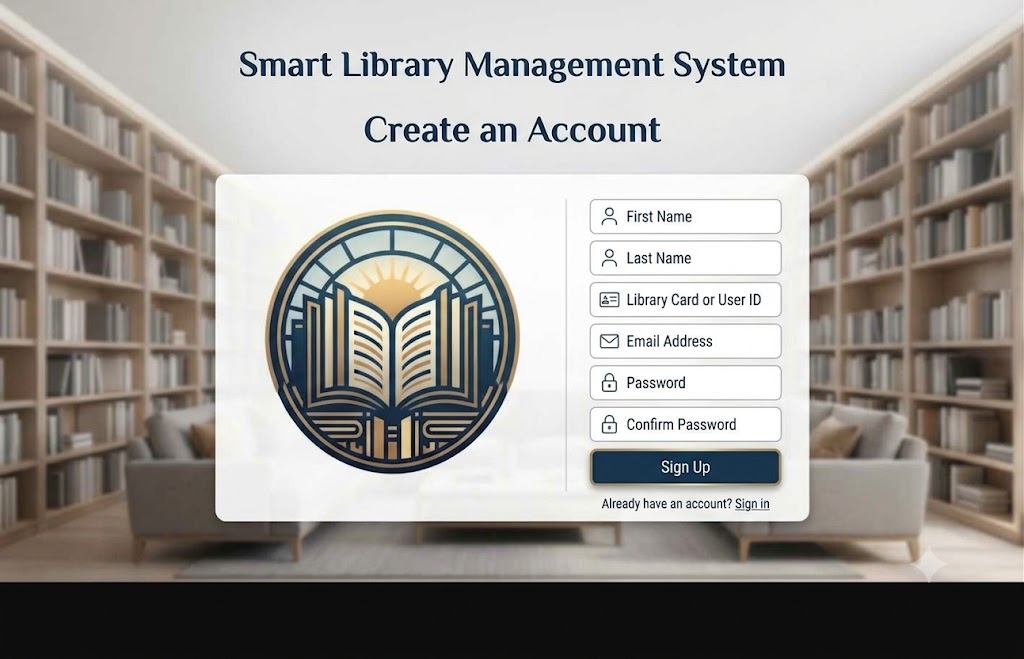 Smart Library Management System
Create an Account
First Name
Last Name
Library Card or User ID
Email Address
Password
Confirm Password
Sign Up
Already have an account? Sign in